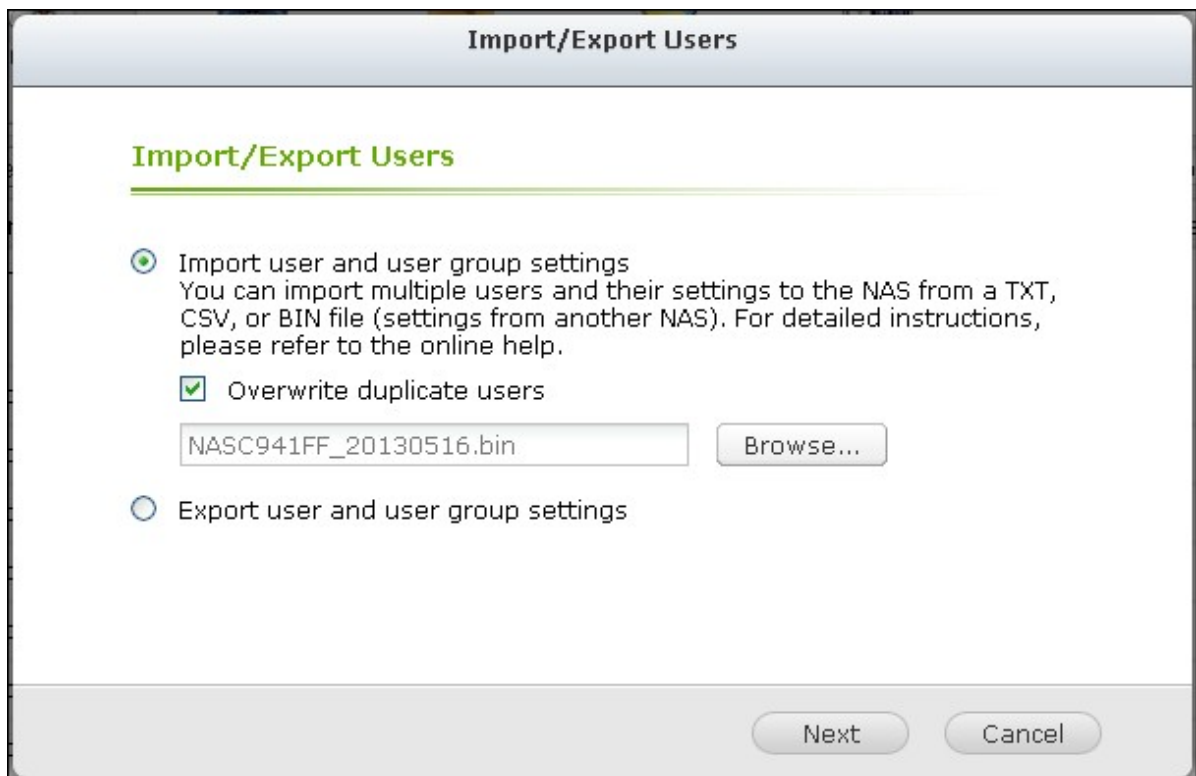 Import/Export Users
Import/Export Users
Import user and user group settings
You can import multiple users and their settings to the NAS from a TXT,
CSV, or BIN file (settings from another NAS). For detailed instructions,
please refer to the online help.
Overwrite duplicate users
NASC941FF_20130516.bin
Browse...
Export user and user group settings
Next
Cancel